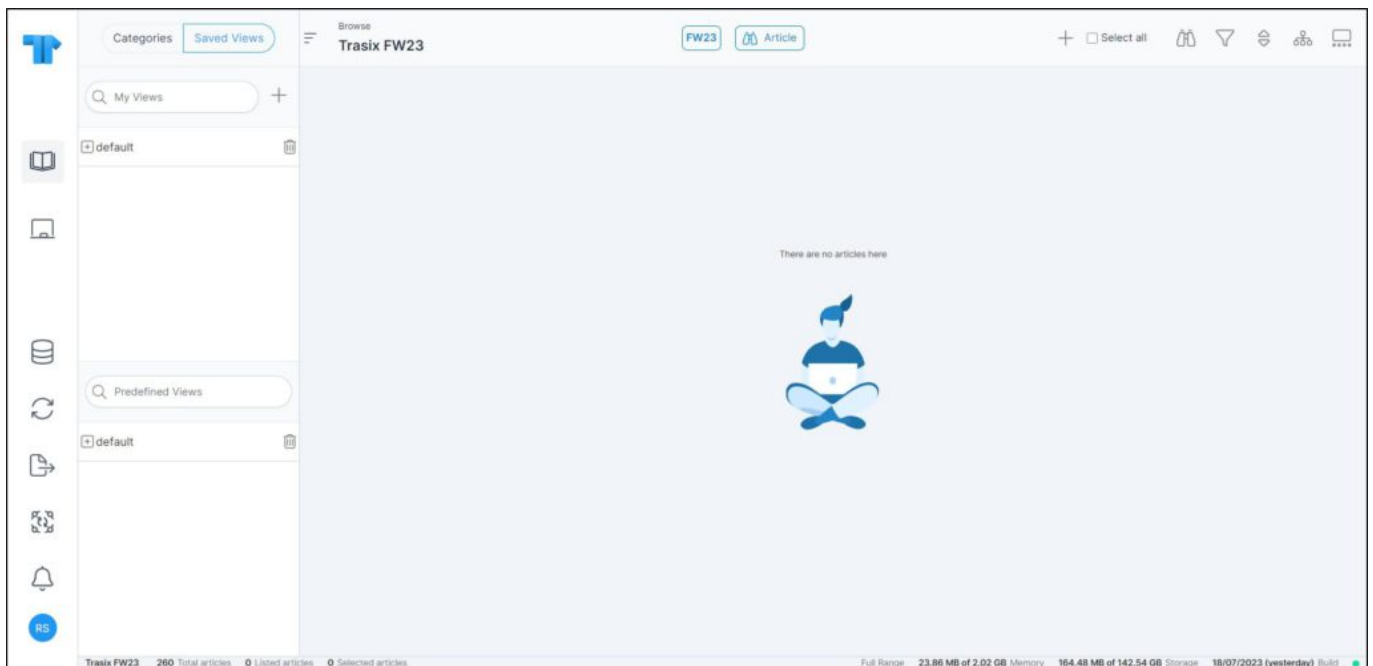 Categories
Saved Views
Browse
Trasix FW23
FW23
Article
Select all
My Views
default
There are no articles here
Predefined Views
default
RS
Trasix FW23 260 Total articles 0 Listed articles 0 Selected articles
Full Range 23.86 MB of 2.02 GB Memory 164.48 MB of 142.54 GB Storage 18/07/2023 (yesterday) Build